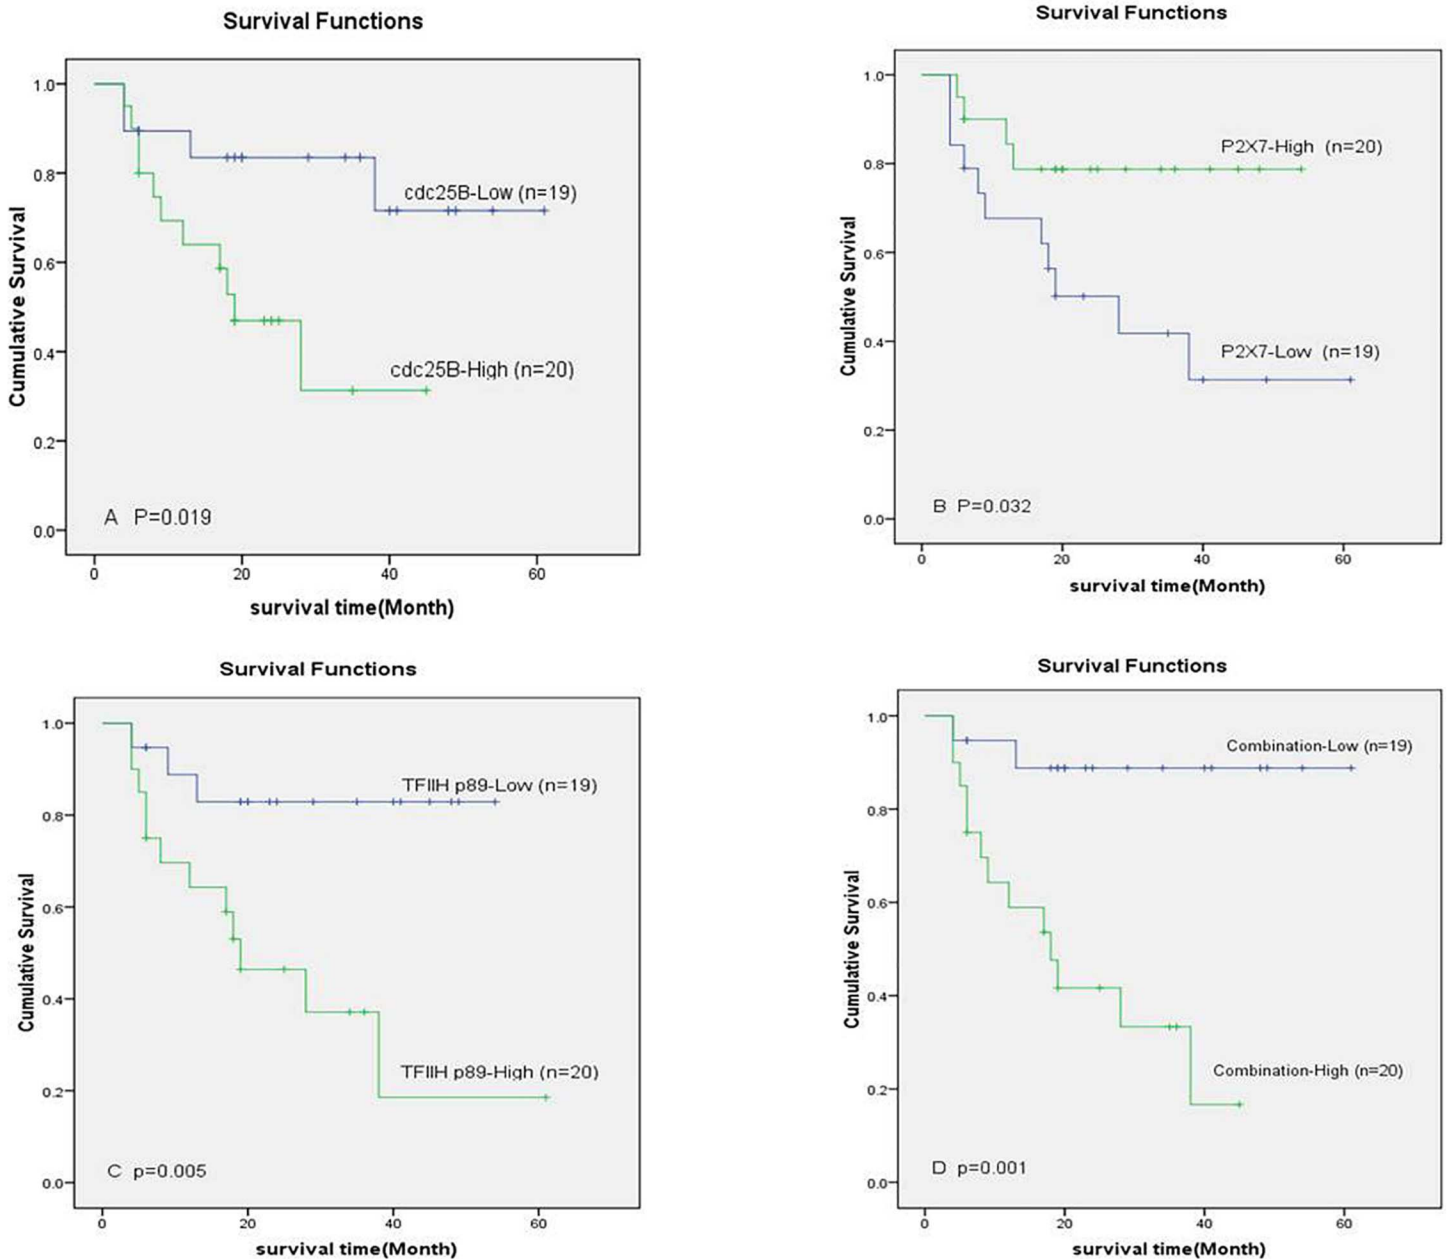 Survival Functions
Cumulative Survival
1.0
0.8
0.6
0.4
0.2
0.0
cdc25B-Low (n=19)
cdc25B-High (n=20)
A P=0.019
0 20 40 60
survival time(Month)
Survival Functions
Cumulative Survival
1.0
0.8
0.6
0.4
0.2
0.0
P2X7-High (n=20)
P2X7-Low (n=19)
B P=0.032
0 20 40 60
survival time(Month)
Survival Functions
Cumulative Survival
1.0
0.8
0.6
0.4
0.2
0.0
TFIIH p89-Low (n=19)
TFIIH p89-High (n=20)
C p=0.005
0 20 40 60
survival time(Month)
Survival Functions
Cumulative Survival
1.0
0.8
0.6
0.4
0.2
0.0
Combination-Low (n=19)
Combination-High (n=20)
D p=0.001
0 20 40 60
survival time(Month)